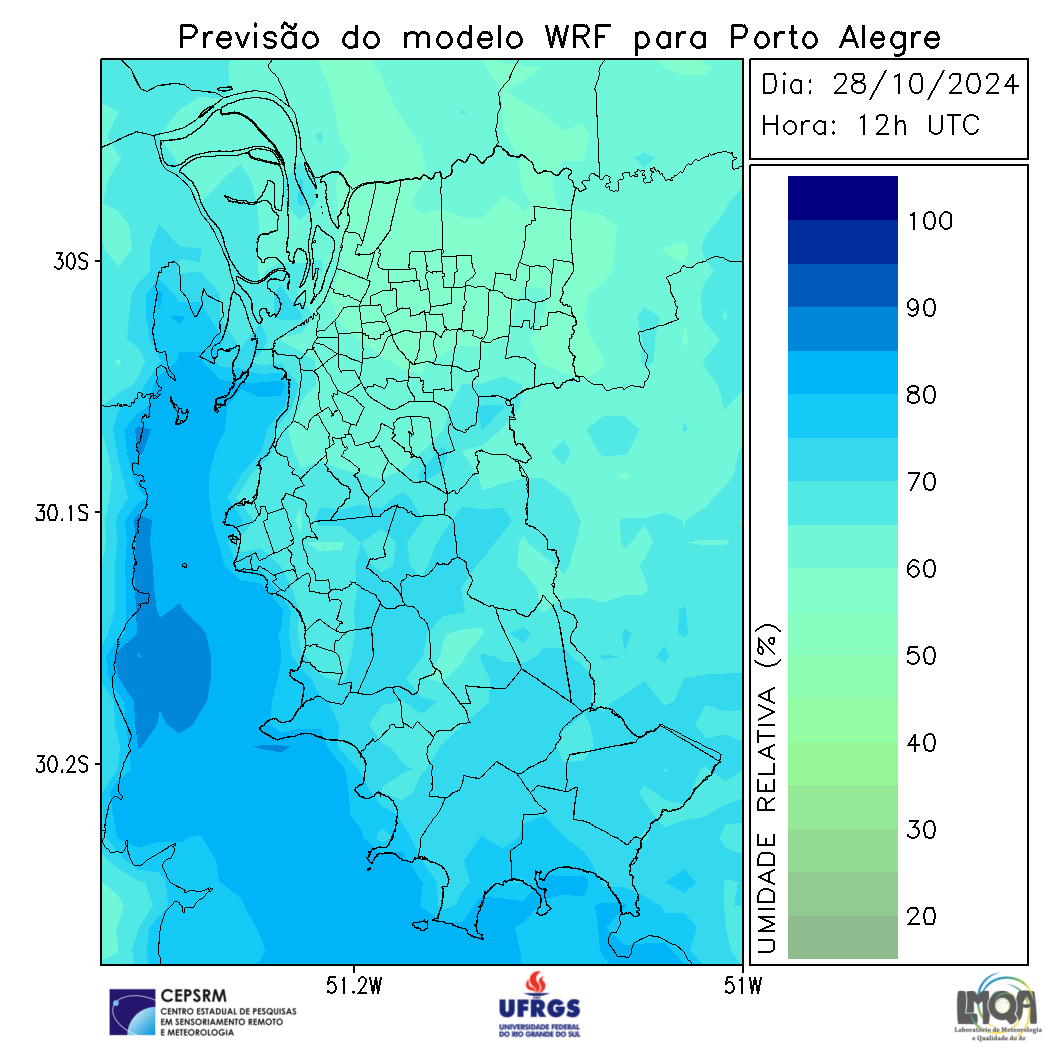 Previsão do modelo WRF para Porto Alegre
Dia: 28/10/2024
Hora: 12h UTC
30S
30.1S
30.2S
51.2W
51W
100
90
80
70
60
50
40
30
20
UMIDADE RELATIVA (%)
CEPSRM
CENTRO ESTADUAL DE PESQUISAS
EM SENSORIAMENTO REMOTO
E METEOROLOGIA
UFRGS
UNIVERSIDADE FEDERAL
DO RIO GRANDE DO SUL
LMQA
Laboratório de Meteorologia
e Qualidade do Ar